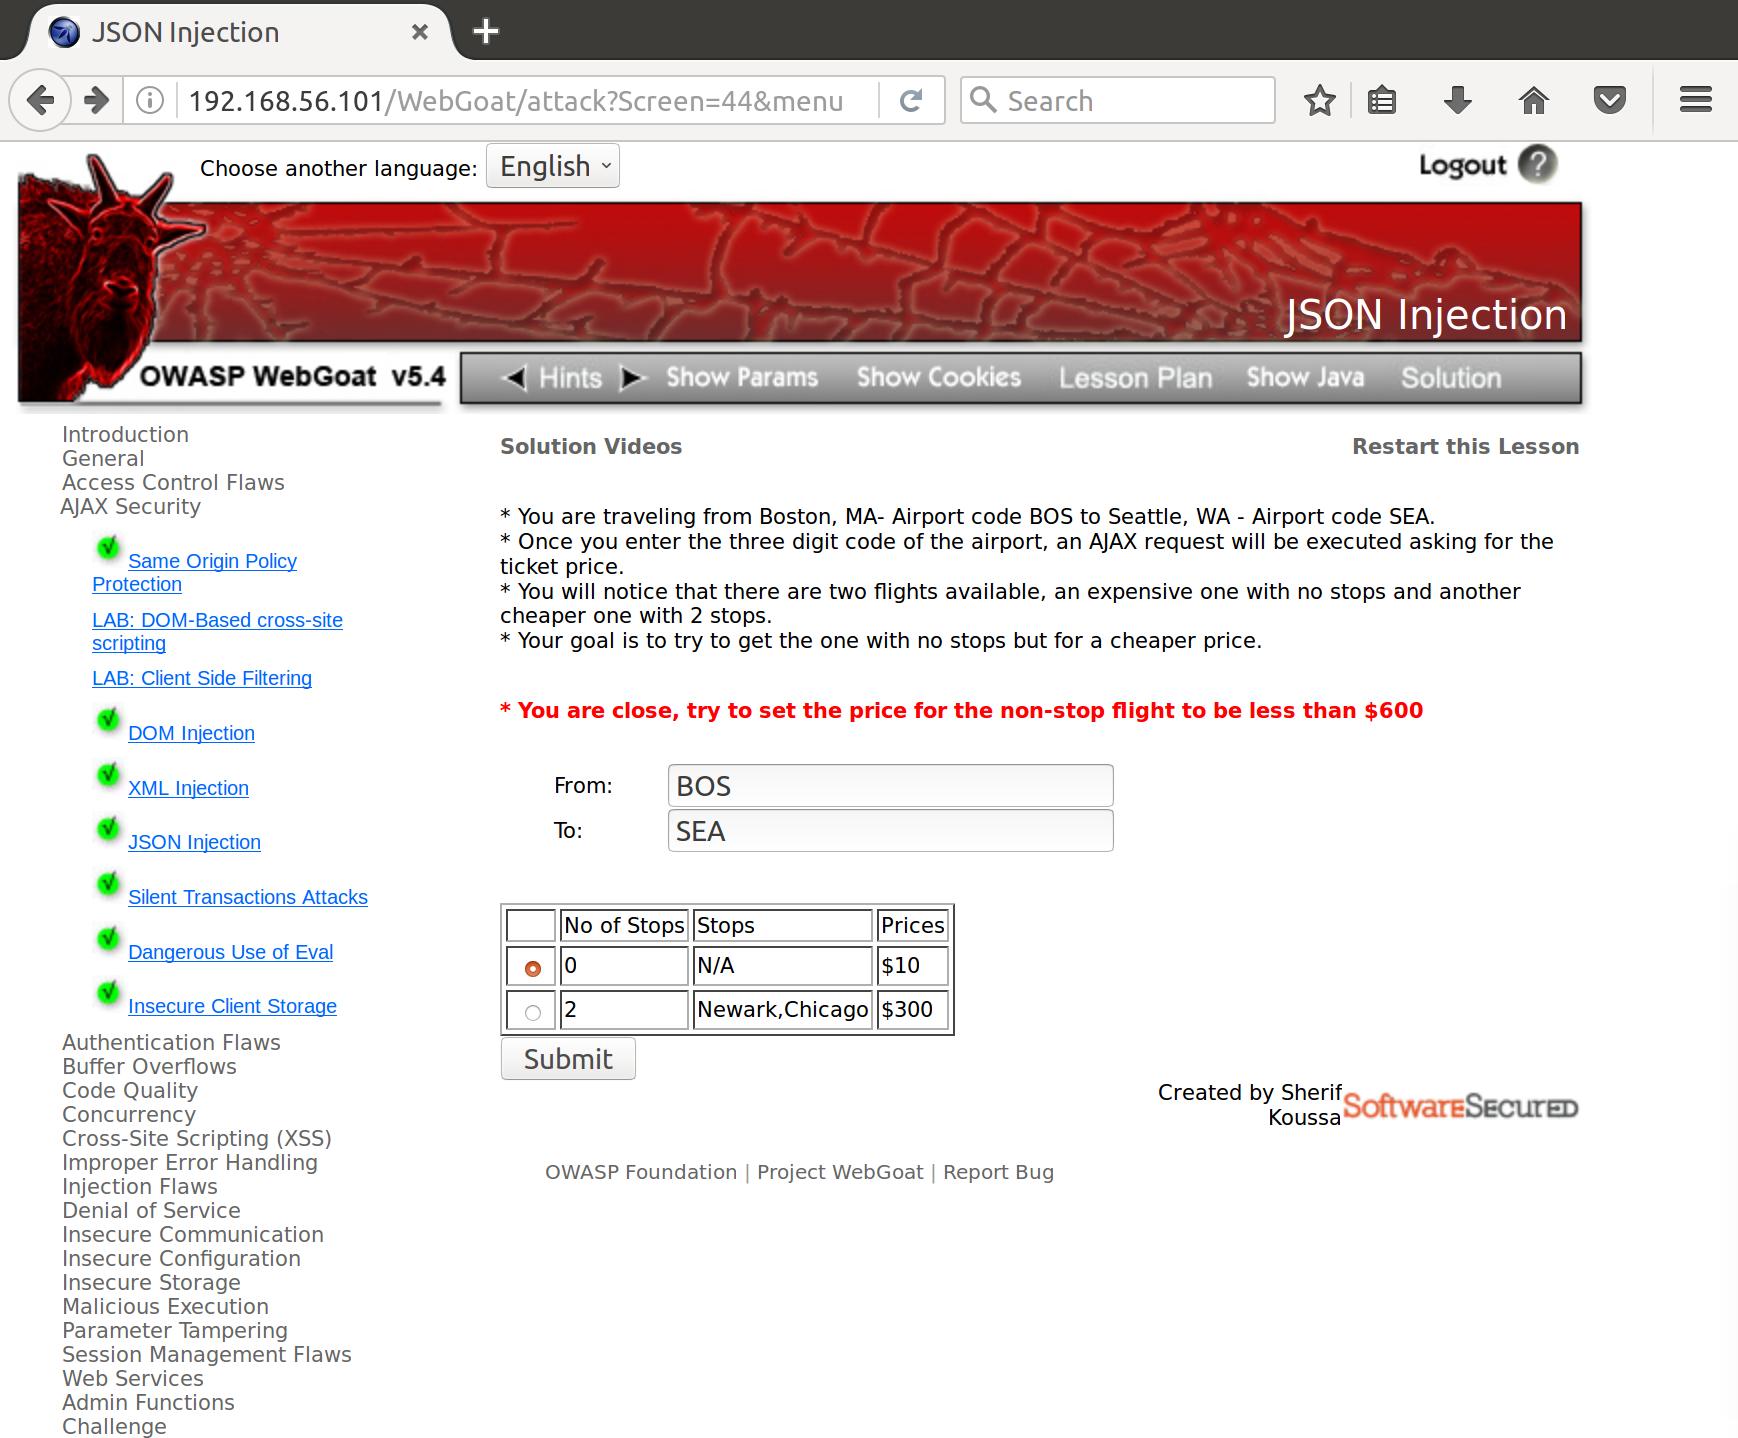 JSON Injection
192.168.56.101/WebGoat/attack?Screen=44&menu
Search
Choose another language: English
Logout ?
JSON Injection
OWASP WebGoat v5.4
Hints Show Params Show Cookies Lesson Plan Show Java Solution
Introduction
General
Access Control Flaws
AJAX Security
Same Origin Policy
Protection
LAB: DOM-Based cross-site
scripting
LAB: Client Side Filtering
DOM Injection
XML Injection
JSON Injection
Silent Transactions Attacks
Dangerous Use of Eval
Insecure Client Storage
Authentication Flaws
Buffer Overflows
Code Quality
Concurrency
Cross-Site Scripting (XSS)
Improper Error Handling
Injection Flaws
Denial of Service
Insecure Communication
Insecure Configuration
Insecure Storage
Malicious Execution
Parameter Tampering
Session Management Flaws
Web Services
Admin Functions
Challenge
Solution Videos
Restart this Lesson
* You are traveling from Boston, MA- Airport code BOS to Seattle, WA - Airport code SEA.
* Once you enter the three digit code of the airport, an AJAX request will be executed asking for the
ticket price.
* You will notice that there are two flights available, an expensive one with no stops and another
cheaper one with 2 stops.
* Your goal is to try to get the one with no stops but for a cheaper price.
* You are close, try to set the price for the non-stop flight to be less than $600
From: BOS
To: SEA
No of Stops Stops Prices
0 N/A $10
2 Newark,Chicago $300
Submit
Created by Sherif
Koussa
SoftwareSecured
OWASP Foundation | Project WebGoat | Report Bug